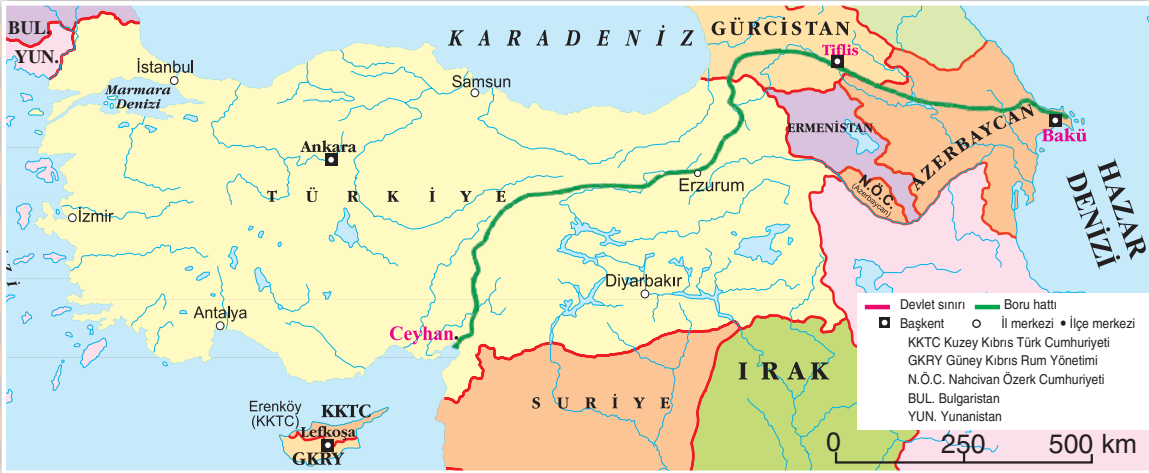 BUL.
YUN.
KARADENİZ
GÜRCİSTAN
Tiflis
İstanbul
Marmara
Denizi
Samsun
Ankara
ERMENİSTAN
AZERBAYCAN
Bakü
TÜRKİYE
Erzurum
N.Ö.C.
(Azerbaycan)
HAZAR
DENİZİ
İzmir
Diyarbakır
Antalya
Ceyhan
IRAK
SURİYE
Erenköy
(KKTC)
KKTC
Lefkoşa
GKRY
Devlet sınırı Boru hattı
Başkent İl merkezi İlçe merkezi
KKTC Kuzey Kıbrıs Türk Cumhuriyeti
GKRY Güney Kıbrıs Rum Yönetimi
N.Ö.C. Nahcivan Özerk Cumhuriyeti
BUL. Bulgaristan
YUN. Yunanistan
0 250 500 km